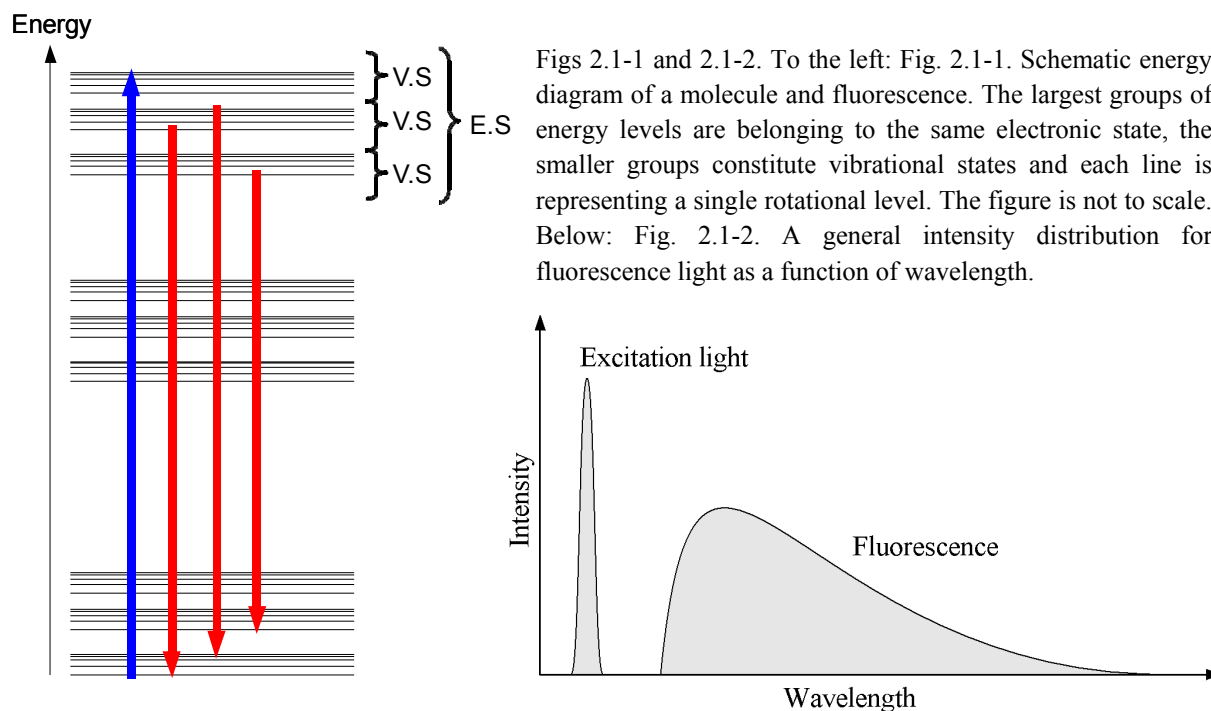 Energy
V.S
V.S
E.S
V.S
Figs 2.1-1 and 2.1-2. To the left: Fig. 2.1-1. Schematic energy
diagram of a molecule and fluorescence. The largest groups of
energy levels are belonging to the same electronic state, the
smaller groups constitute vibrational states and each line is
representing a single rotational level. The figure is not to scale.
Below: Fig. 2.1-2. A general intensity distribution for
fluorescence light as a function of wavelength.
Excitation light
Intensity
Fluorescence
Wavelength